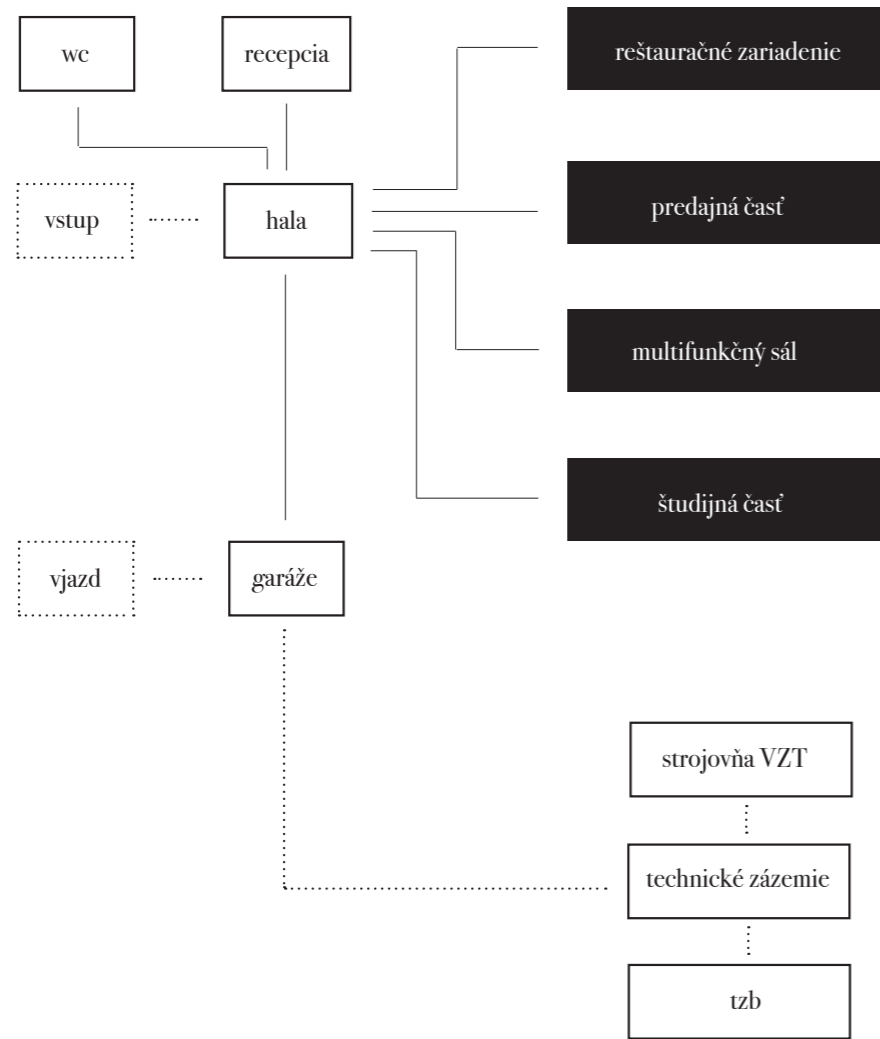 wc
recepcia
reštauračné zariadenie
vstup
hala
predajná časť
multifunkčný sál
študijná časť
vjazd
garáže
strojovňa VZT
technické zázemie
tzb